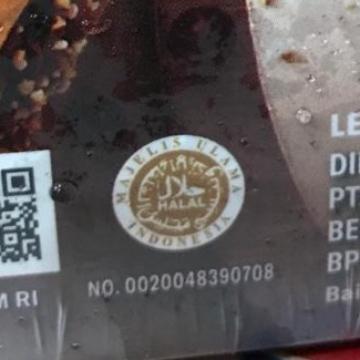 MAJELIS ULAMA
حلال
HALAL
INDONESIA
NO. 0020048390708
M RI
LE
DI
PT
BE
BP
Bai